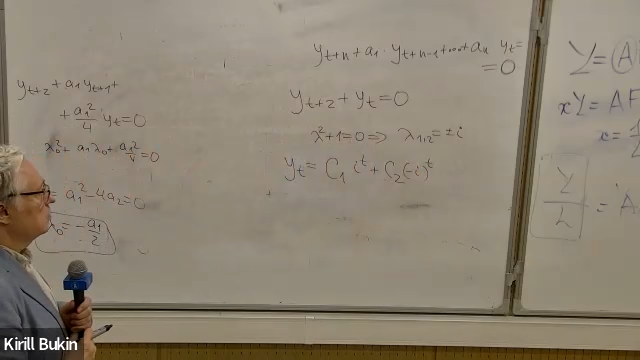 y_{t+2} + a₁ y_{t+1} +
+ a₁²/4 y_t = 0
λ₀² + a₁ λ₀ + a₁²/4 = 0
= a₁² - 4a₂ = 0
λ₀ = -a₁/2
y_{t+n} + a₁ · y_{t+n-1} + ... + a_n y_t =
= 0
y_{t+2} + y_t = 0
λ² + 1 = 0 => λ_{1,2} = ±i
y_t = C₁ i^t + C₂ (-i)^t
Y = A
xY = AF
Y/L = A
Kirill Bukin